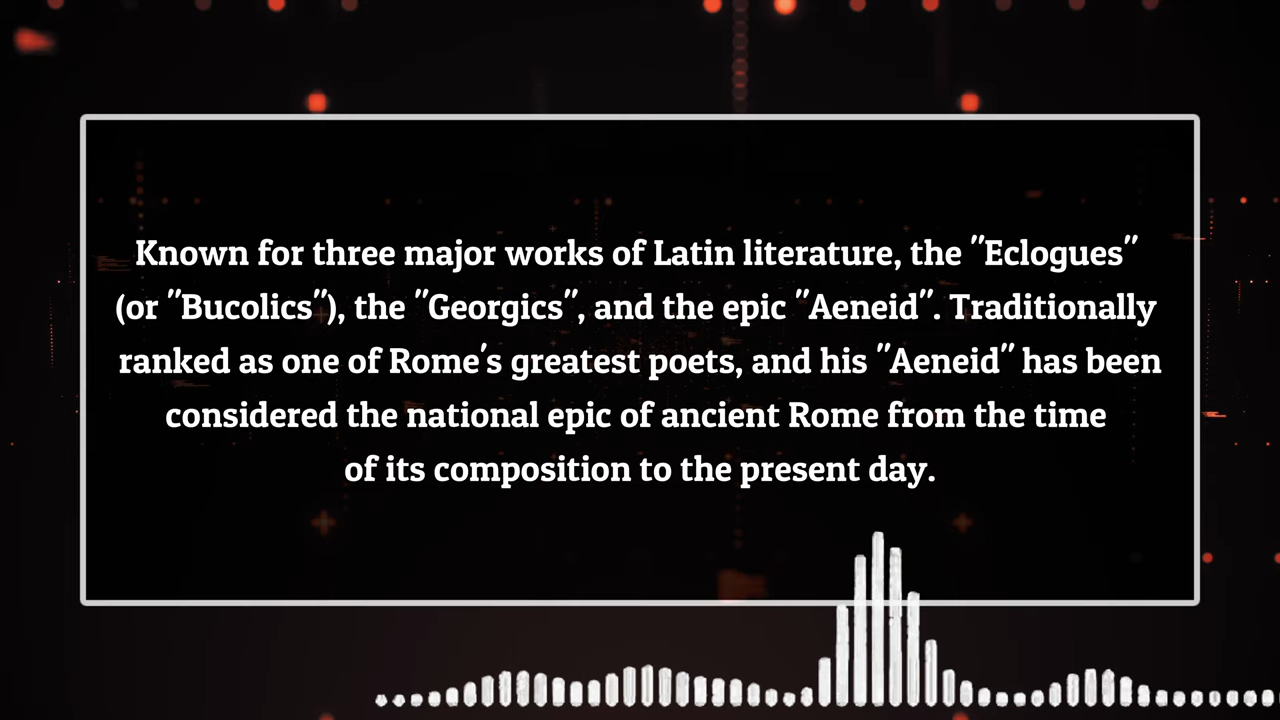 Known for three major works of Latin literature, the "Eclogues"
(or "Bucolics"), the "Georgics", and the epic "Aeneid". Traditionally
ranked as one of Rome's greatest poets, and his "Aeneid" has been
considered the national epic of ancient Rome from the time
of its composition to the present day.